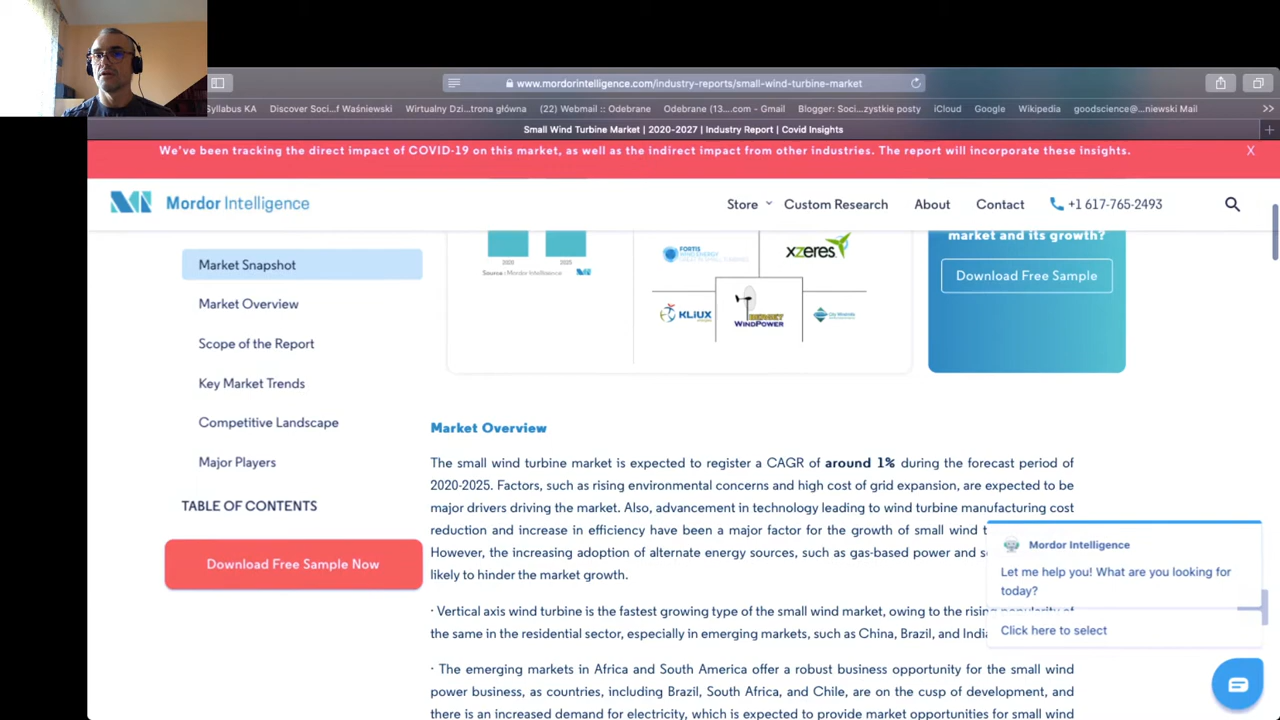 www.mordorintelligence.com/industry-reports/small-wind-turbine-market
Syllabus KA Discover Soci...f Waśniewski Wirtualny Dzi...trona główna (22) Webmail :: Odebrane Odebrane (13....com - Gmail Blogger: Soci...zystkie posty iCloud Google Wikipedia goodscience@...niewski Mail >>
Small Wind Turbine Market | 2020-2027 | Industry Report | Covid Insights
We've been tracking the direct impact of COVID-19 on this market, as well as the indirect impact from other industries. The report will incorporate these insights. X
Mordor Intelligence Store Custom Research About Contact +1 617-765-2493
market and its growth?
Download Free Sample
2020 2025
Source : Mordor Intelligence
FORTIS WIND ENERGY
xzeres
KLiUX
BERGEY WINDPOWER
City Windmills
Market Snapshot
Market Overview
Scope of the Report
Key Market Trends
Competitive Landscape
Major Players
TABLE OF CONTENTS
Download Free Sample Now
Market Overview
The small wind turbine market is expected to register a CAGR of around 1% during the forecast period of
2020-2025. Factors, such as rising environmental concerns and high cost of grid expansion, are expected to be
major drivers driving the market. Also, advancement in technology leading to wind turbine manufacturing cost
reduction and increase in efficiency have been a major factor for the growth of small wind
However, the increasing adoption of alternate energy sources, such as gas-based power and
likely to hinder the market growth.
· Vertical axis wind turbine is the fastest growing type of the small wind market, owing to the rising popularity of
the same in the residential sector, especially in emerging markets, such as China, Brazil, and India
· The emerging markets in Africa and South America offer a robust business opportunity for the small wind
power business, as countries, including Brazil, South Africa, and Chile, are on the cusp of development, and
there is an increased demand for electricity, which is expected to provide market opportunities for small wind
Mordor Intelligence
Let me help you! What are you looking for
today?
Click here to select